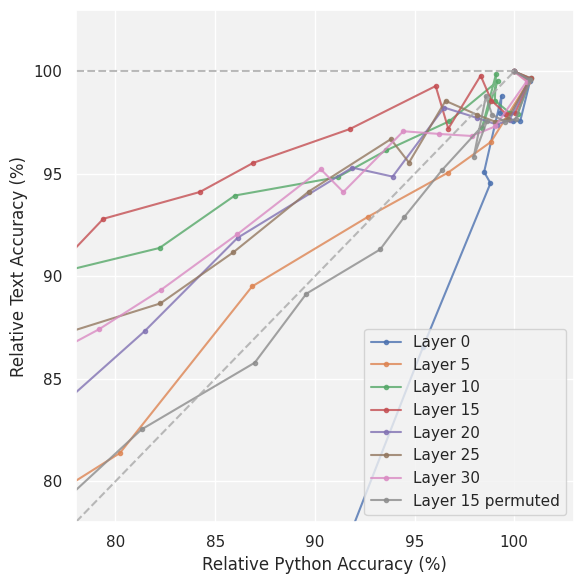 100
95
90
85
80
Relative Text Accuracy (%)
Layer 0
Layer 5
Layer 10
Layer 15
Layer 20
Layer 25
Layer 30
Layer 15 permuted
80 85 90 95 100
Relative Python Accuracy (%)